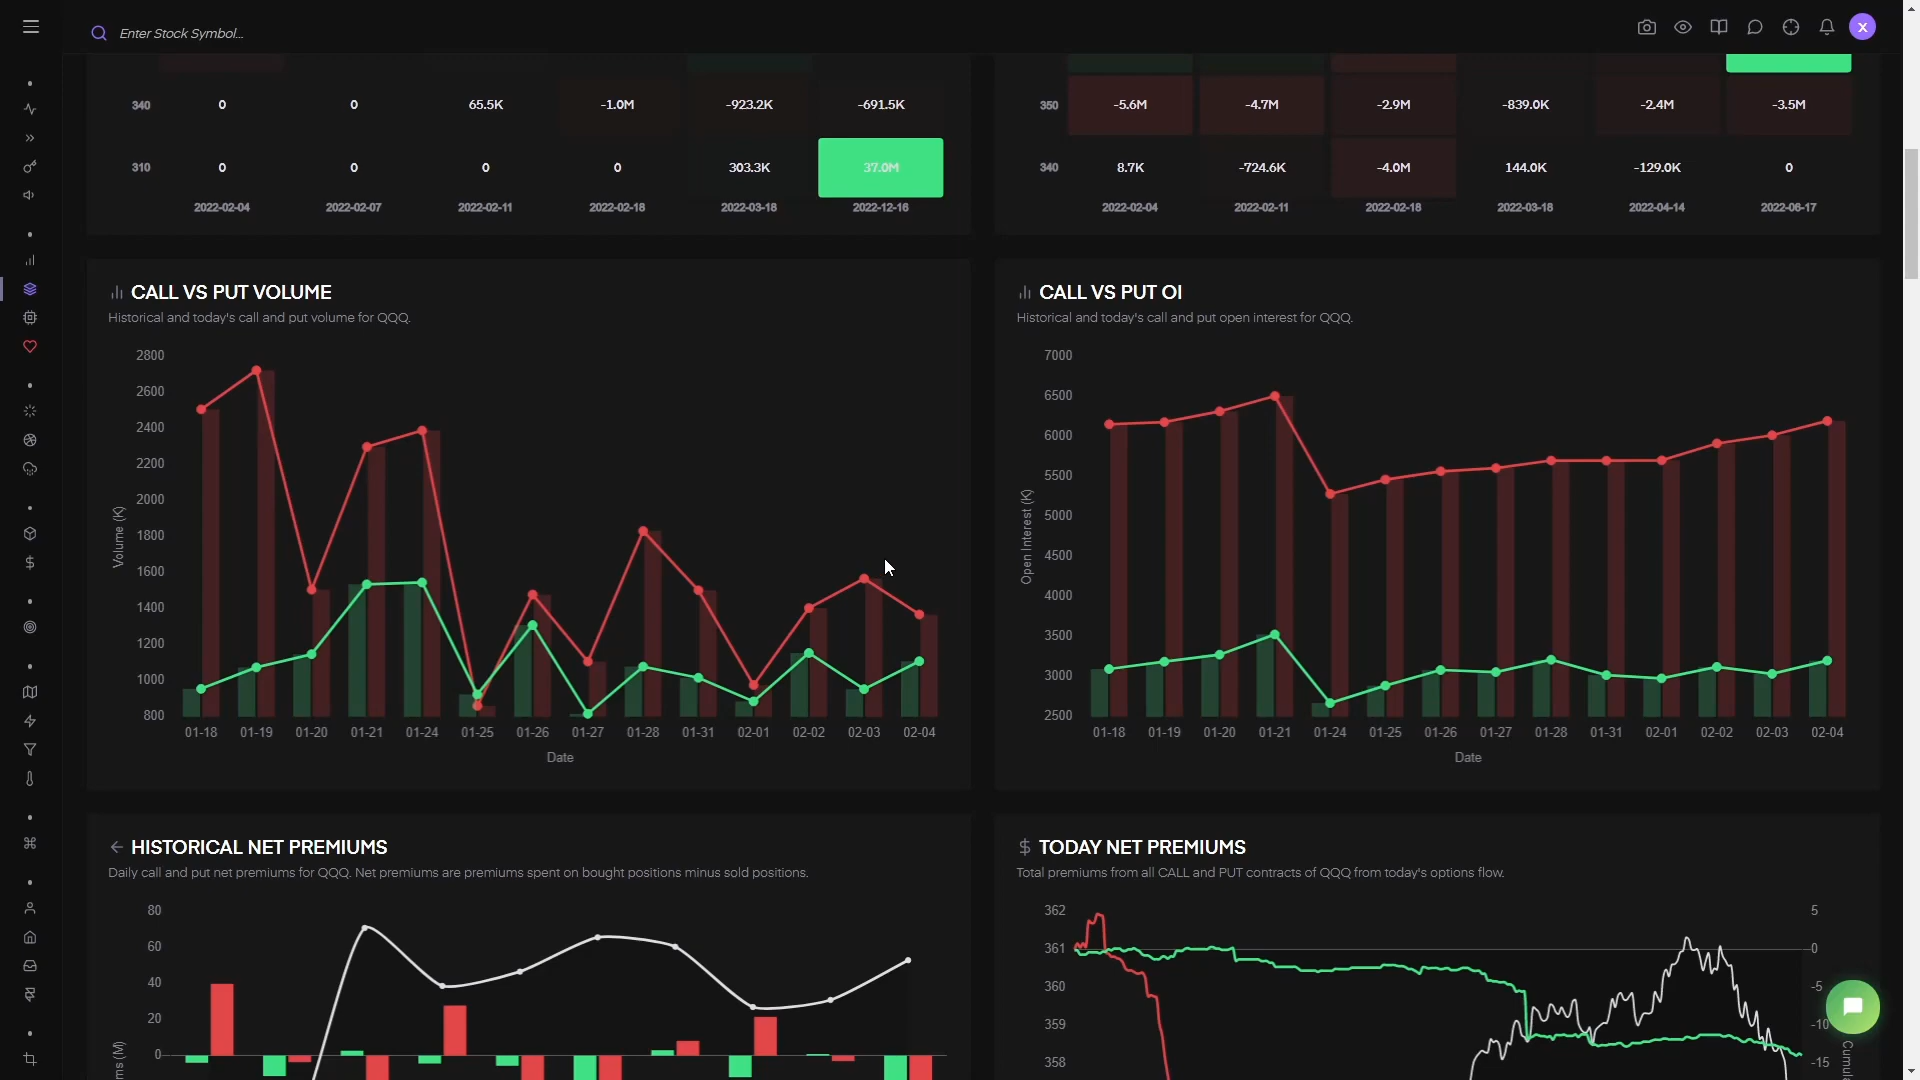 Enter Stock Symbol...
X
340 0 0 65.5K -1.0M -923.2K -691.5K
310 0 0 0 0 303.3K 37.0M
2022-02-04 2022-02-07 2022-02-11 2022-02-18 2022-03-18 2022-12-16
350 -5.6M -4.7M -2.9M -839.0K -2.4M -3.5M
340 8.7K -724.6K -4.0M 144.0K -129.0K 0
2022-02-04 2022-02-11 2022-02-18 2022-03-18 2022-04-14 2022-06-17
CALL VS PUT VOLUME
Historical and today's call and put volume for QQQ.
2800
2600
2400
2200
2000
1800
1600
1400
1200
1000
800
Volume (K)
01-18 01-19 01-20 01-21 01-24 01-25 01-26 01-27 01-28 01-31 02-01 02-02 02-03 02-04
Date
CALL VS PUT OI
Historical and today's call and put open interest for QQQ.
7000
6500
6000
5500
5000
4500
4000
3500
3000
2500
Open Interest (K)
01-18 01-19 01-20 01-21 01-24 01-25 01-26 01-27 01-28 01-31 02-01 02-02 02-03 02-04
Date
HISTORICAL NET PREMIUMS
Daily call and put net premiums for QQQ. Net premiums are premiums spent on bought positions minus sold positions.
80
60
40
20
0
ms (M)
TODAY NET PREMIUMS
Total premiums from all CALL and PUT contracts of QQQ from today's options flow.
362
361
360
359
358
5
0
-5
-10
-15
Cumula